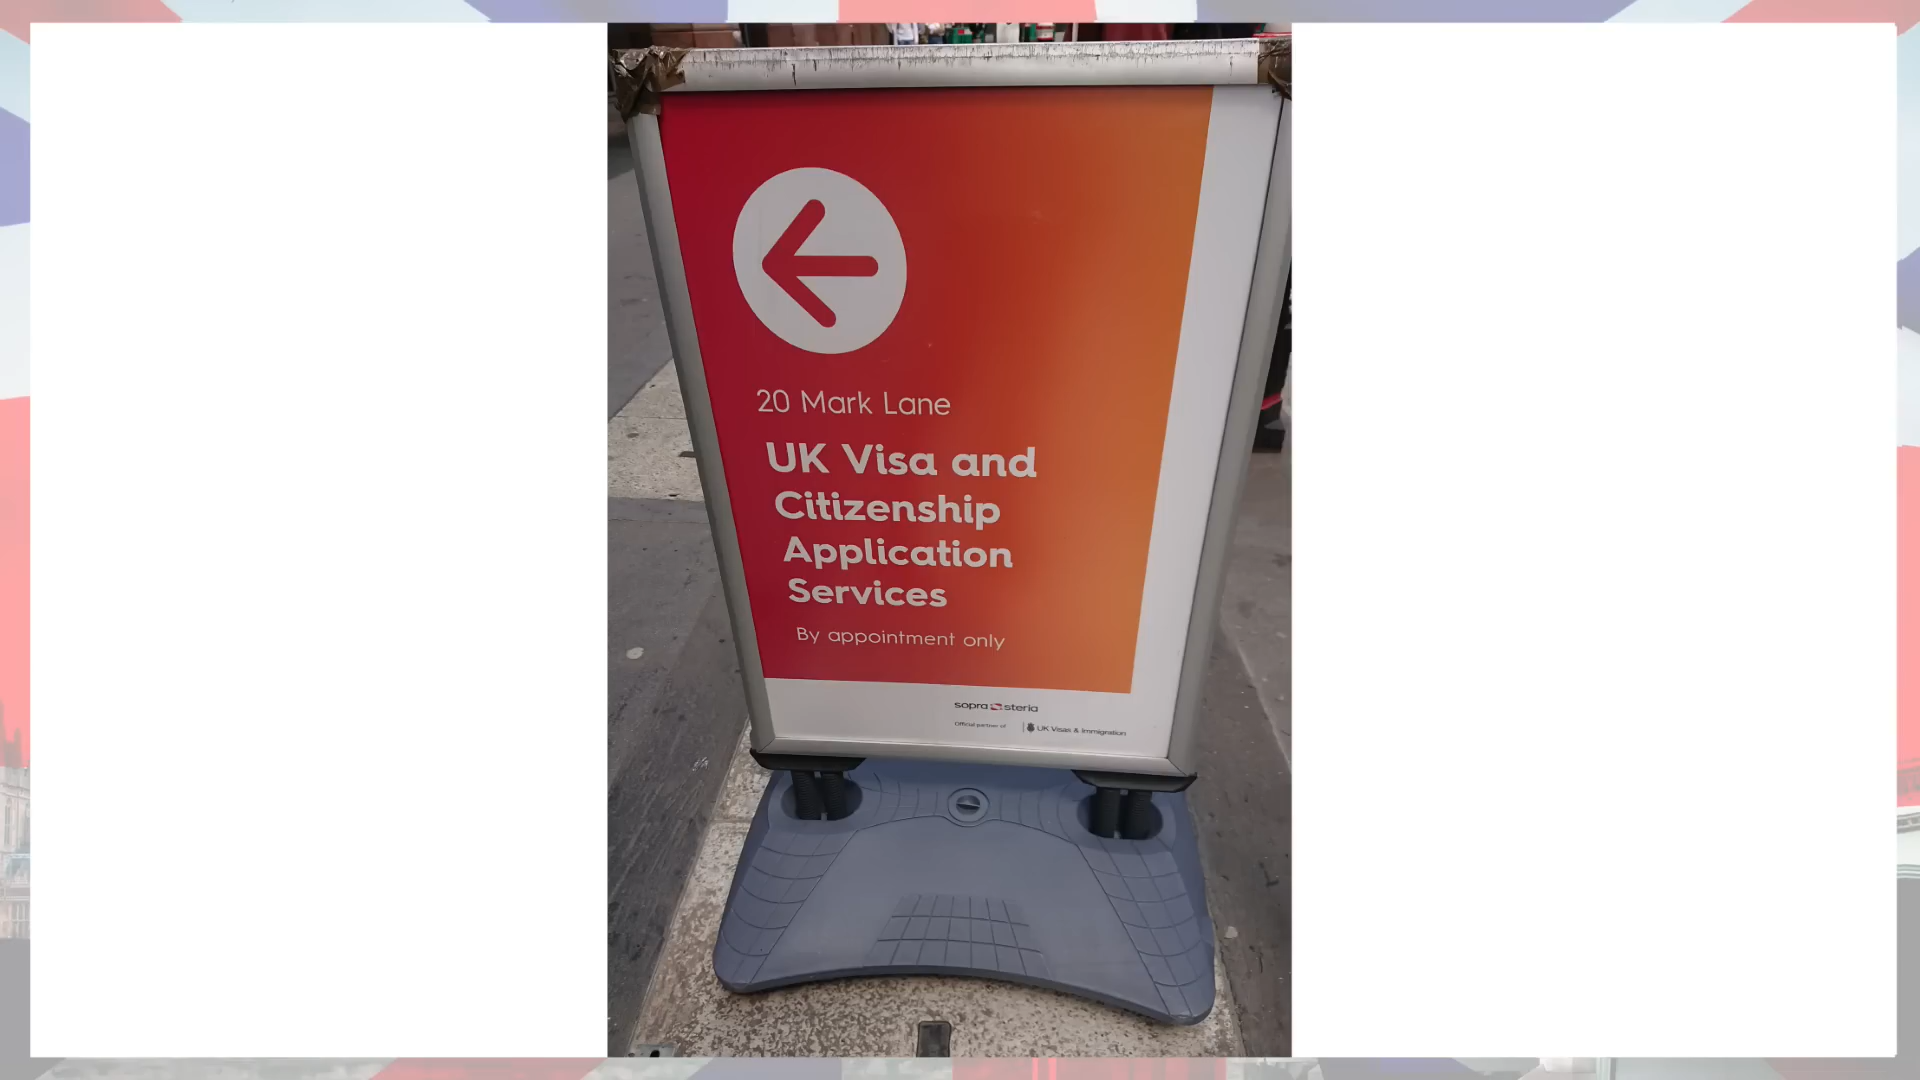 20 Mark Lane
UK Visa and
Citizenship
Application
Services
By appointment only
sopra steria
Official partner of
UK Visas & Immigration